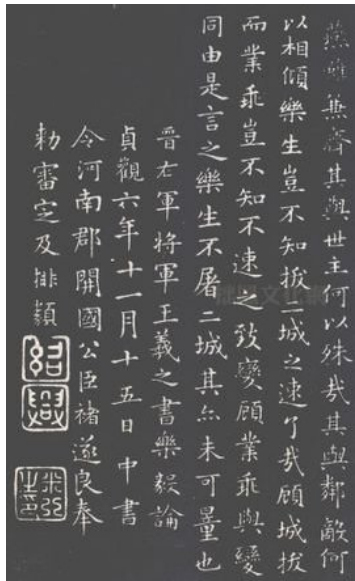 燕雖兼齊其與世主何以殊哉其與鄰敵何
以相傾樂生豈不知拔二城之速了哉顧城拔
而業乖豈不知不速之致變顧業乖與變
同由是言之樂生不屠二城其亦未可量也
晉右軍將軍王羲之書樂毅論
貞觀六年十一月十五日中書
令河南郡開國公臣褚遂良奉
勅審定及排類
紹興